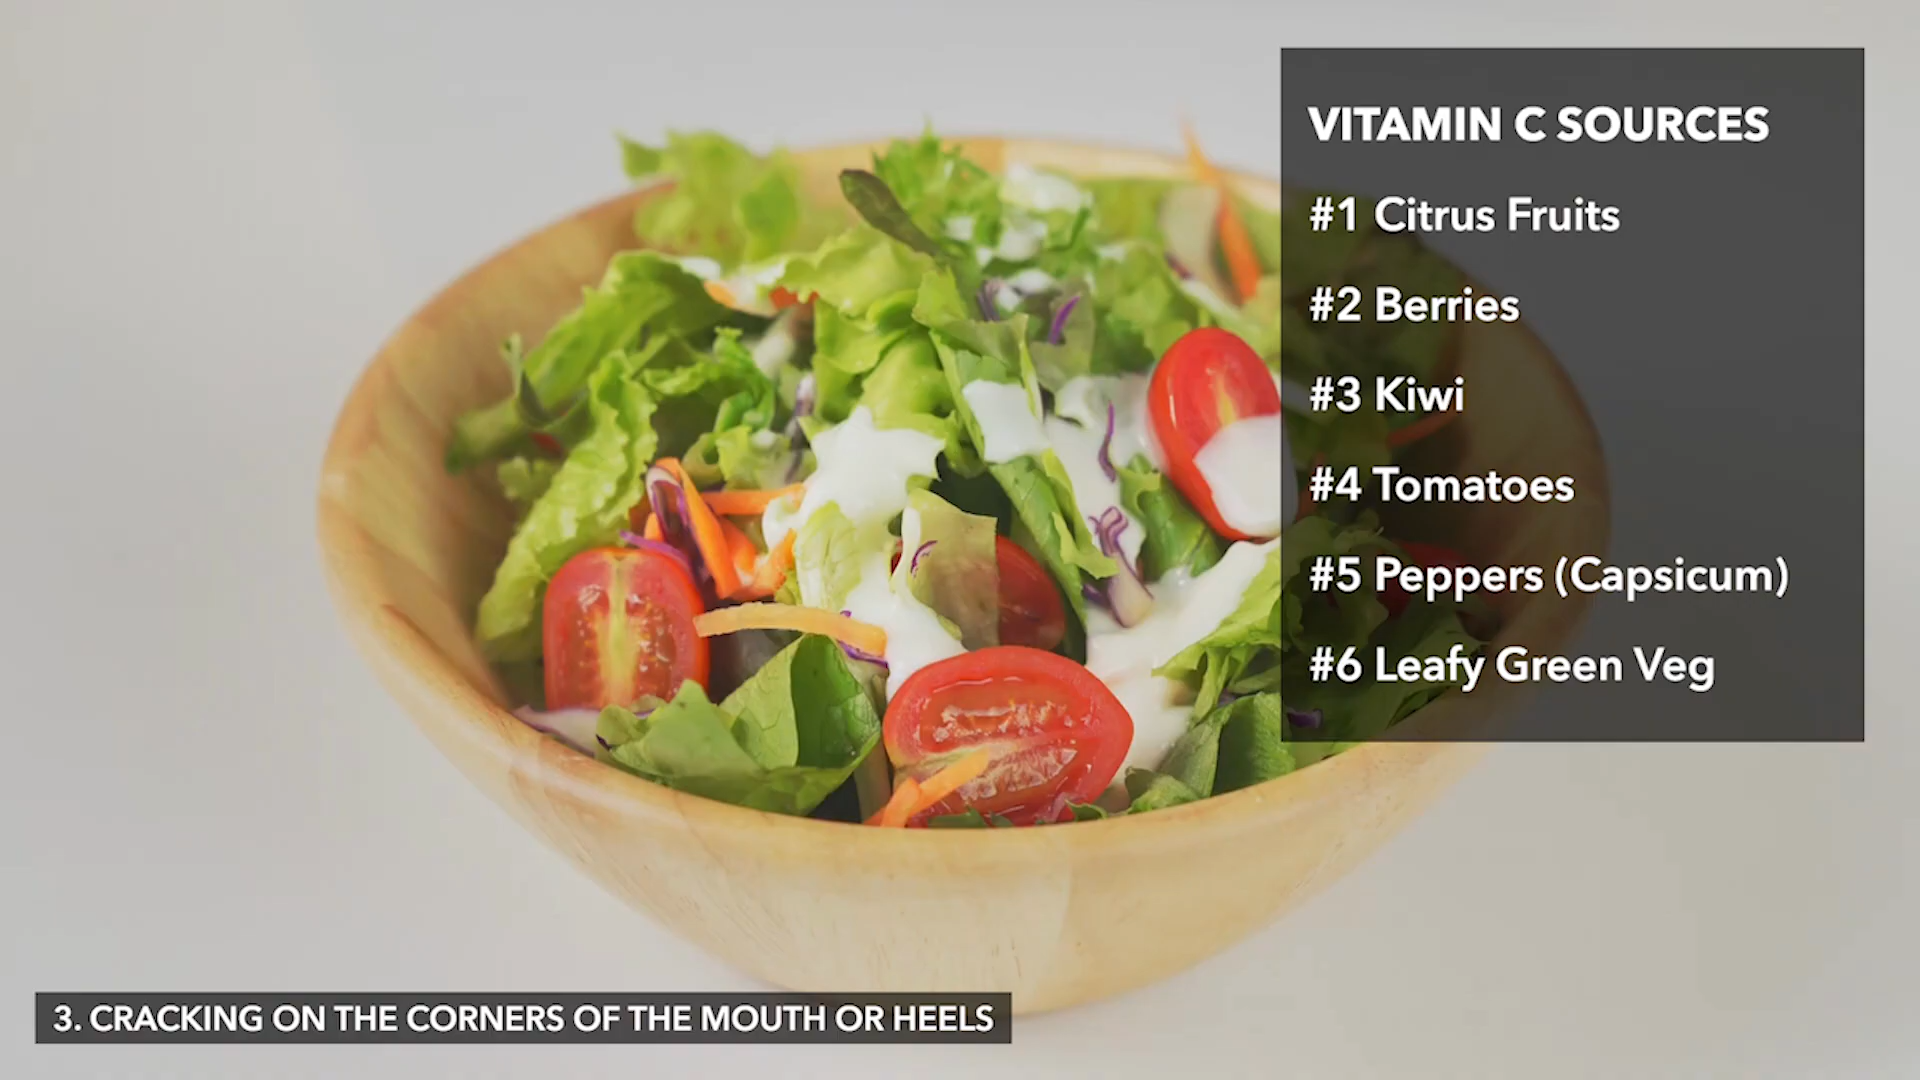 VITAMIN C SOURCES
#1 Citrus Fruits
#2 Berries
#3 Kiwi
#4 Tomatoes
#5 Peppers (Capsicum)
#6 Leafy Green Veg
3. CRACKING ON THE CORNERS OF THE MOUTH OR HEELS